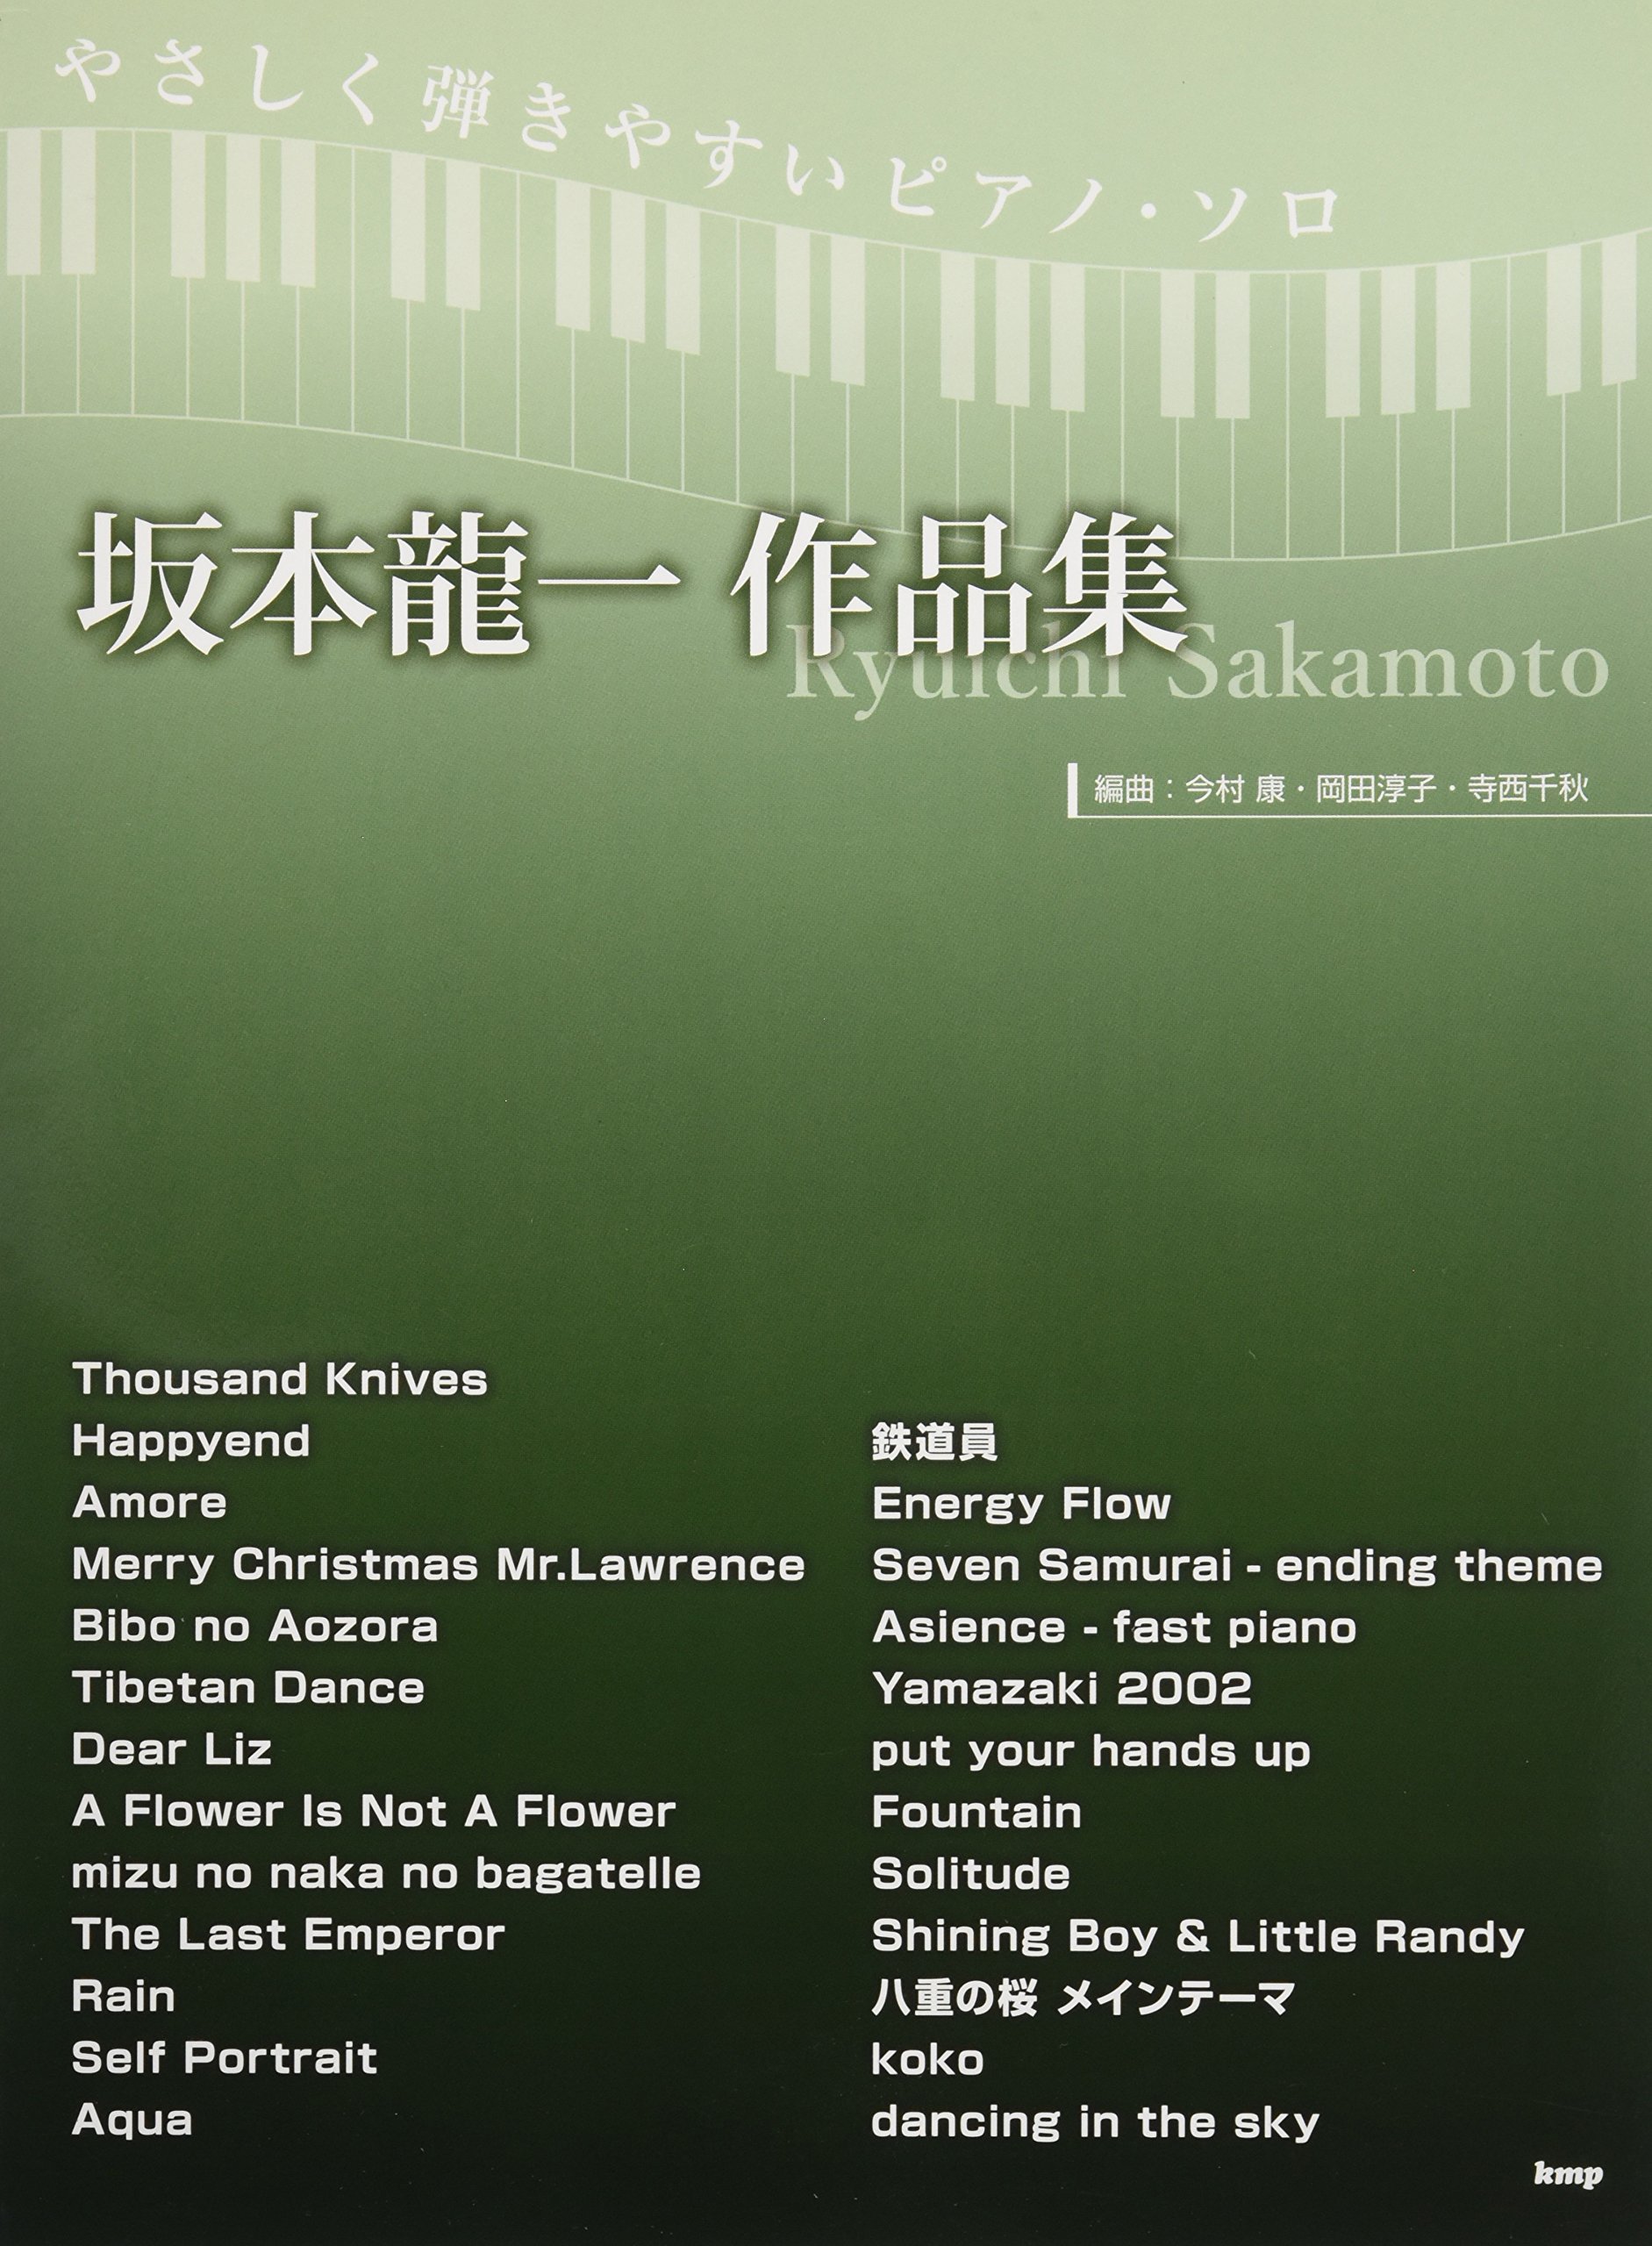 やさしく弾きやすいピアノ・ソロ
坂本龍一 作品集
Ryuichi Sakamoto
編曲：今村 康・岡田淳子・寺西千秋
Thousand Knives
Happyend
Amore
Merry Christmas Mr.Lawrence
Bibo no Aozora
Tibetan Dance
Dear Liz
A Flower Is Not A Flower
mizu no naka no bagatelle
The Last Emperor
Rain
Self Portrait
Aqua
鉄道員
Energy Flow
Seven Samurai - ending theme
Asience - fast piano
Yamazaki 2002
put your hands up
Fountain
Solitude
Shining Boy & Little Randy
八重の桜 メインテーマ
koko
dancing in the sky
kmp